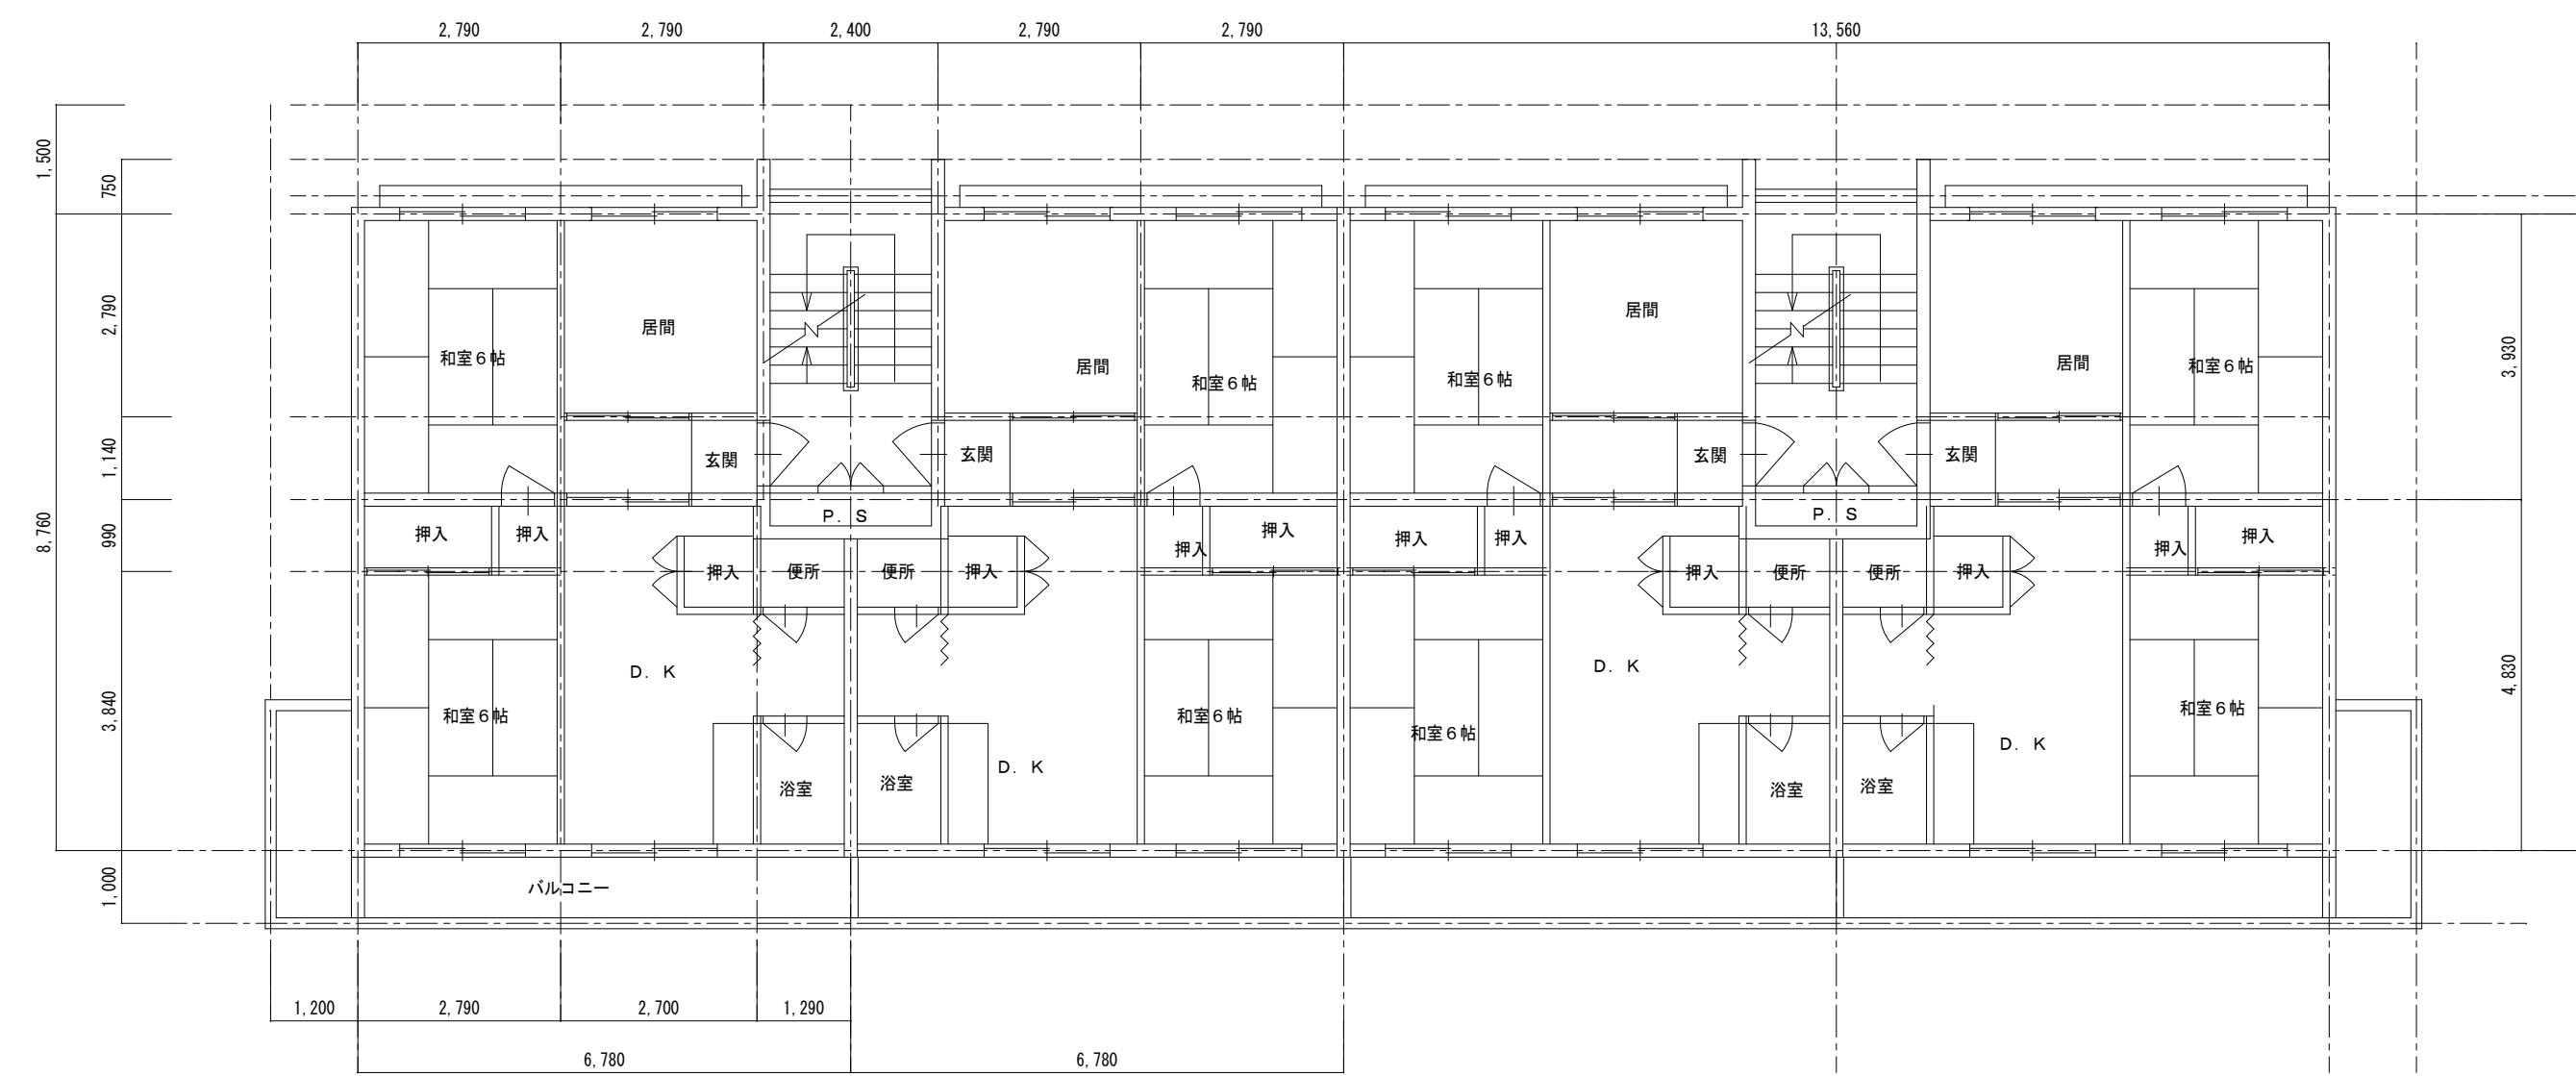 2,790
2,790
2,400
2,790
2,790
13,560
1,500
750
2,790
1,140
8,760
990
3,840
1,000
3,930
4,830
居間
和室６帖
居間
和室６帖
居間
和室６帖
居間
和室６帖
玄関
玄関
玄関
玄関
P. S
P. S
押入
押入
押入
押入
押入
押入
押入
押入
押入
便所
便所
押入
押入
便所
便所
押入
D. K
D. K
和室６帖
和室６帖
和室６帖
和室６帖
D. K
D. K
浴室
浴室
浴室
浴室
バルコニー
1,200
2,790
2,700
1,290
6,780
6,780